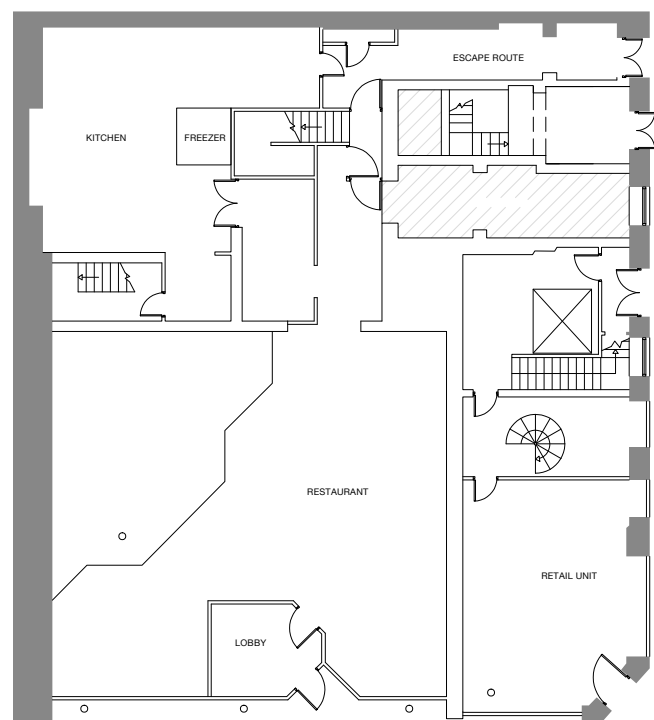 ESCAPE ROUTE
KITCHEN
FREEZER
RESTAURANT
RETAIL UNIT
LOBBY